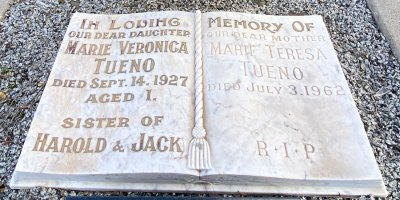 In Loving
our dear daughter
Marie Veronica
Tueno
Died Sept. 14. 1927
aged 1.
sister of
Harold & Jack
Memory Of
our dear mother
Marie Teresa
Tueno
Died July 3. 1962
R·I·P